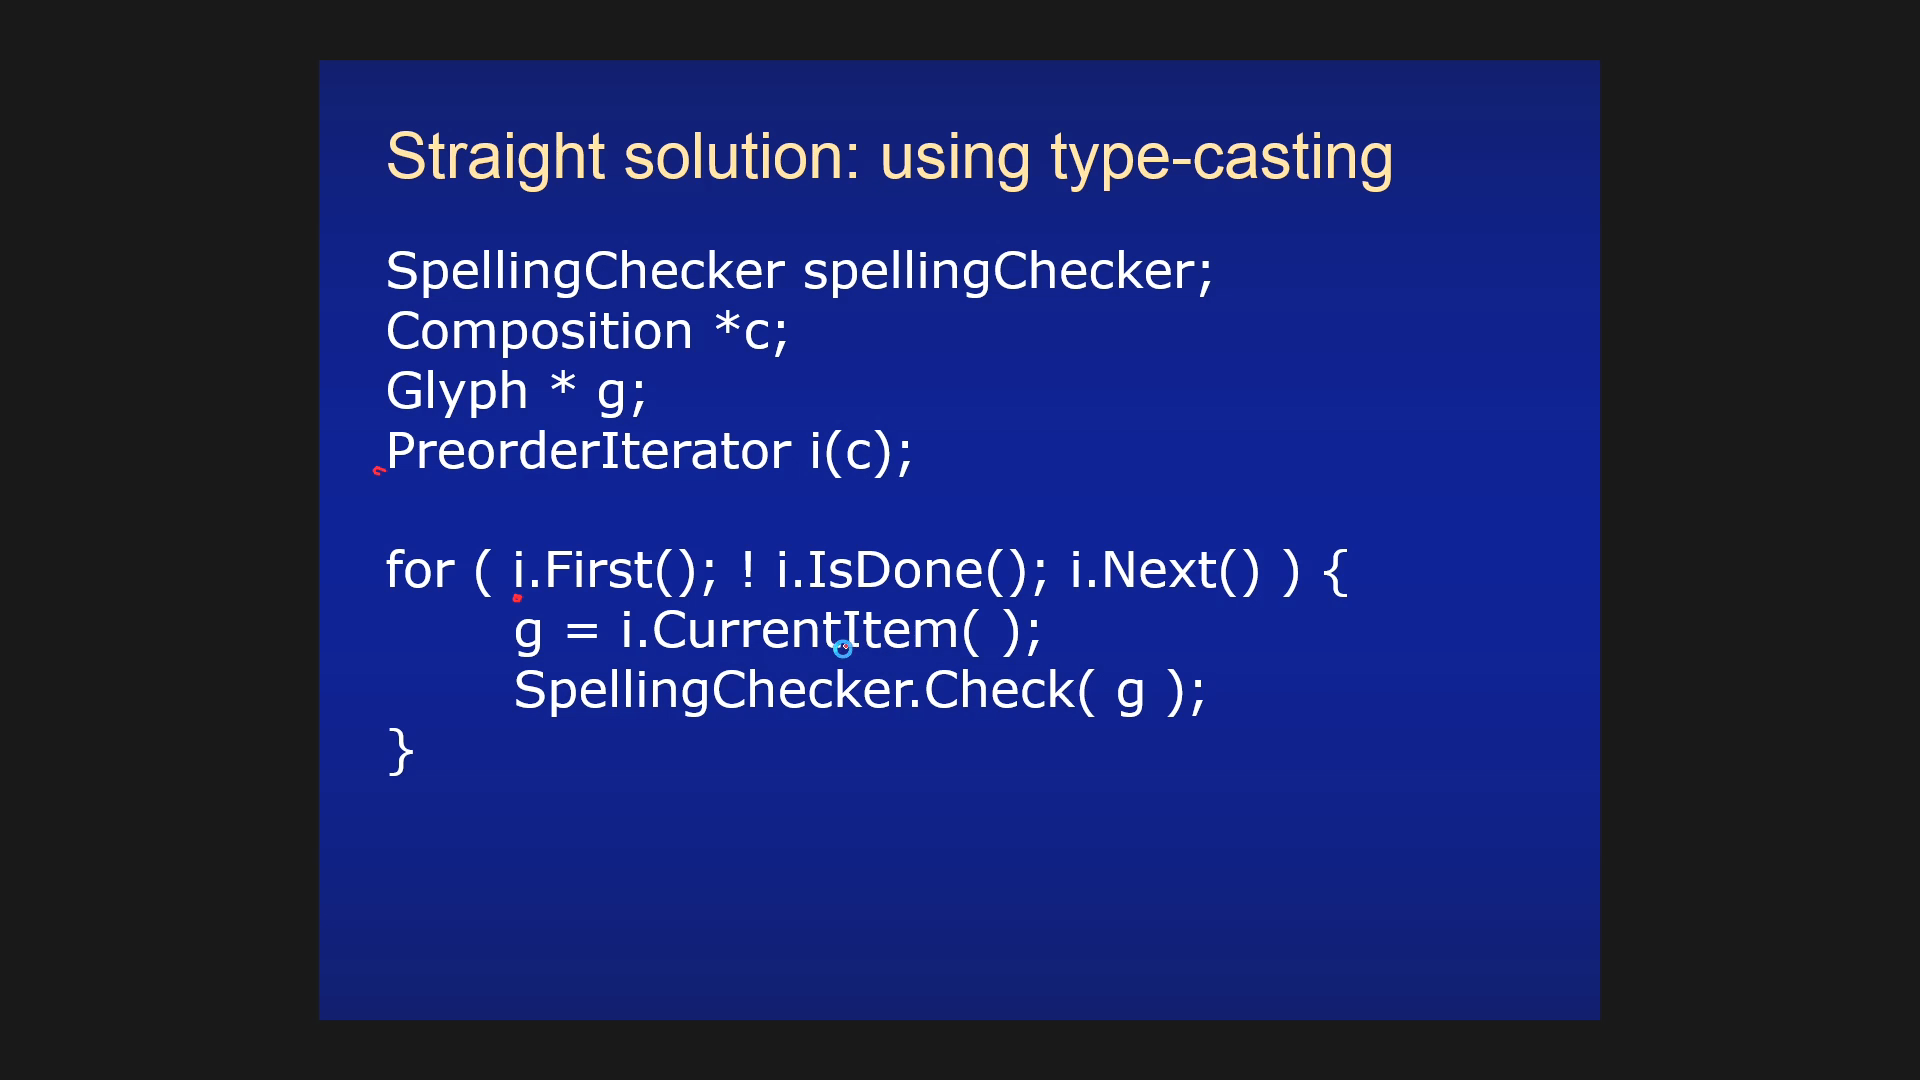 Straight solution: using type-casting
SpellingChecker spellingChecker;
Composition *c;
Glyph * g;
PreorderIterator i(c);
for ( i.First(); ! i.IsDone(); i.Next() ) {
g = i.CurrentItem( );
SpellingChecker.Check( g );
}